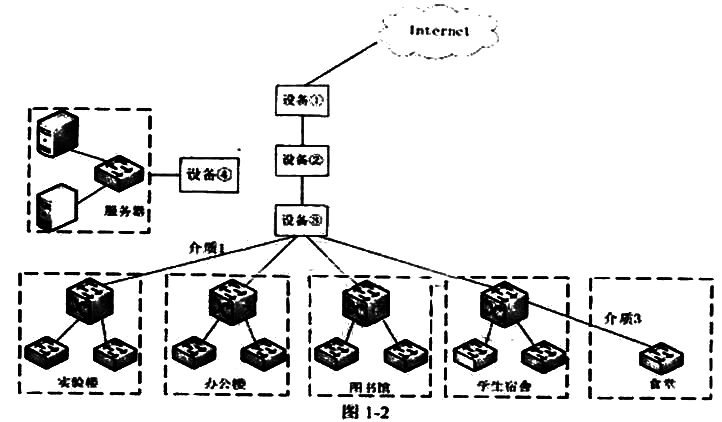 Internet
设备①
设备②
设备④
服务器
设备③
介质1
介质3
实验楼
办公楼
图书馆
学生宿舍
食堂
图 1-2